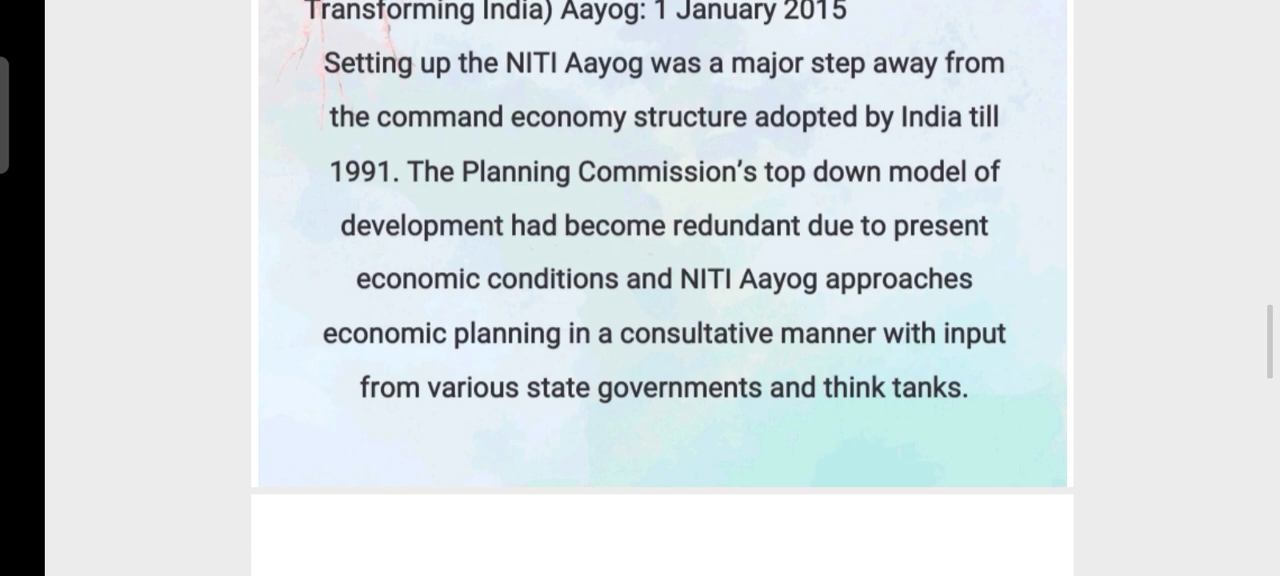 Transforming India) Aayog: 1 January 2015
Setting up the NITI Aayog was a major step away from
the command economy structure adopted by India till
1991. The Planning Commission's top down model of
development had become redundant due to present
economic conditions and NITI Aayog approaches
economic planning in a consultative manner with input
from various state governments and think tanks.